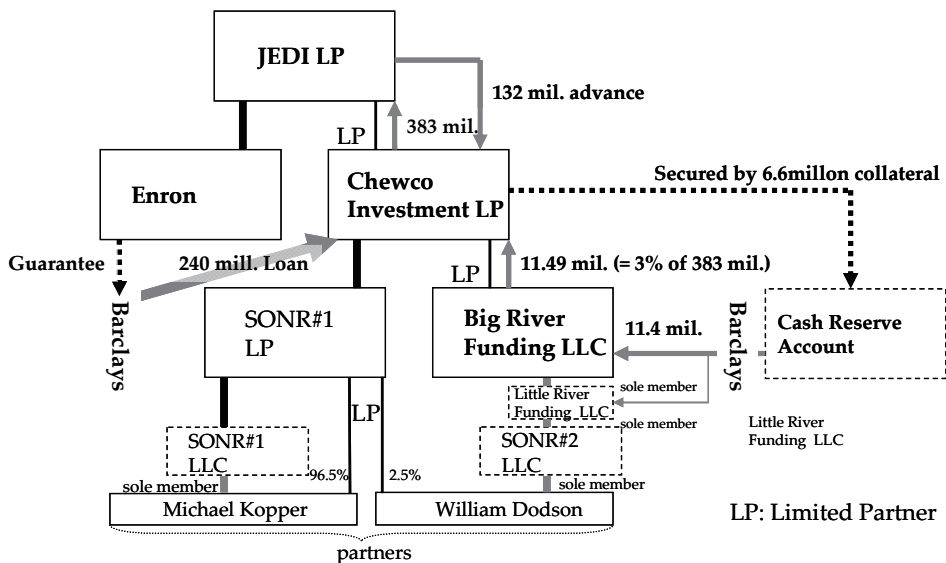 JEDI LP
132 mil. advance
LP
383 mil.
Enron
Chewco
Investment LP
Secured by 6.6millon collateral
Guarantee
240 mill. Loan
LP
11.49 mil. (= 3% of 383 mil.)
Barclays
SONR#1
LP
Big River
Funding LLC
11.4 mil.
Barclays
Cash Reserve
Account
LP
Little River
Funding LLC
sole member
sole member
Little River
Funding LLC
SONR#1
LLC
SONR#2
LLC
sole member
96.5%
2.5%
sole member
Michael Kopper
William Dodson
LP: Limited Partner
partners